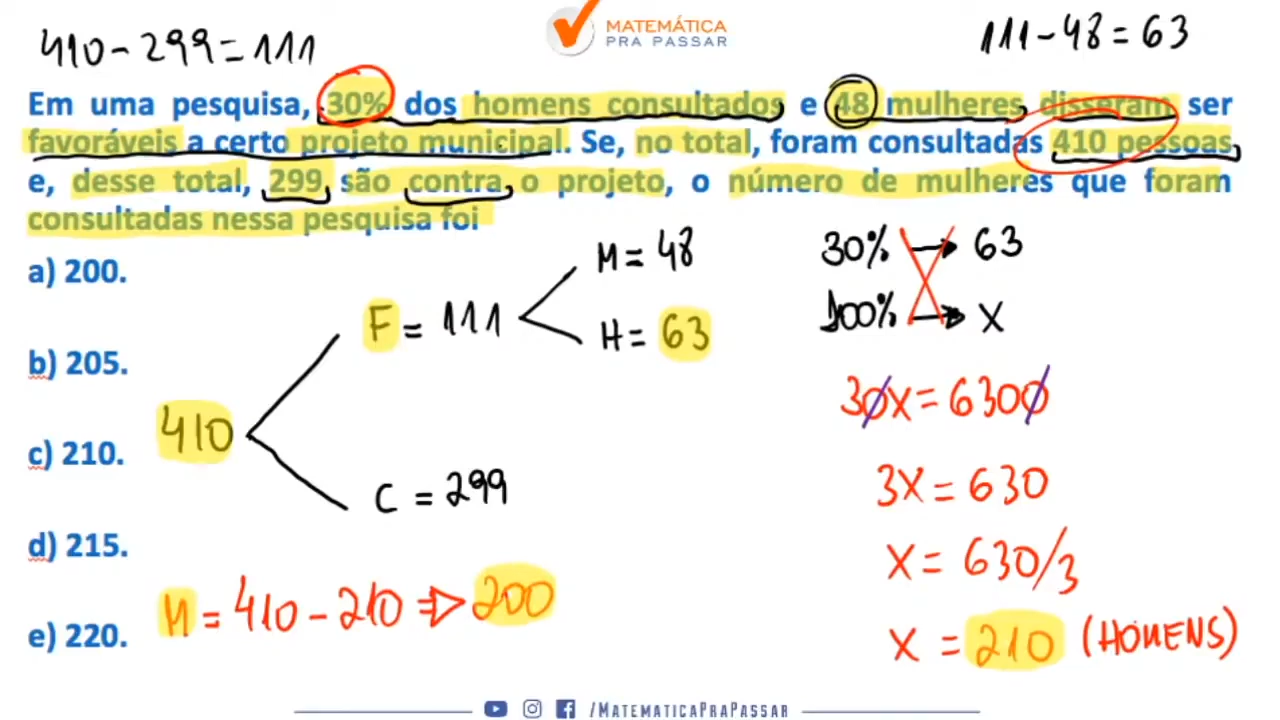 410 - 299 = 111
MATEMÁTICA
PRA PASSAR
111 - 48 = 63
Em uma pesquisa, 30% dos homens consultados e 48 mulheres disseram ser
favoráveis a certo projeto municipal. Se, no total, foram consultadas 410 pessoas
e, desse total, 299 são contra o projeto, o número de mulheres que foram
consultadas nessa pesquisa foi
a) 200.
b) 205.
c) 210.
d) 215.
e) 220.
410
F = 111
M = 48
H = 63
C = 299
M = 410 - 210 ⇒ 200
30% → 63
100% → X
30X = 6300
3X = 630
X = 630/3
X = 210 (HOMENS)
/MatematicaPraPassar